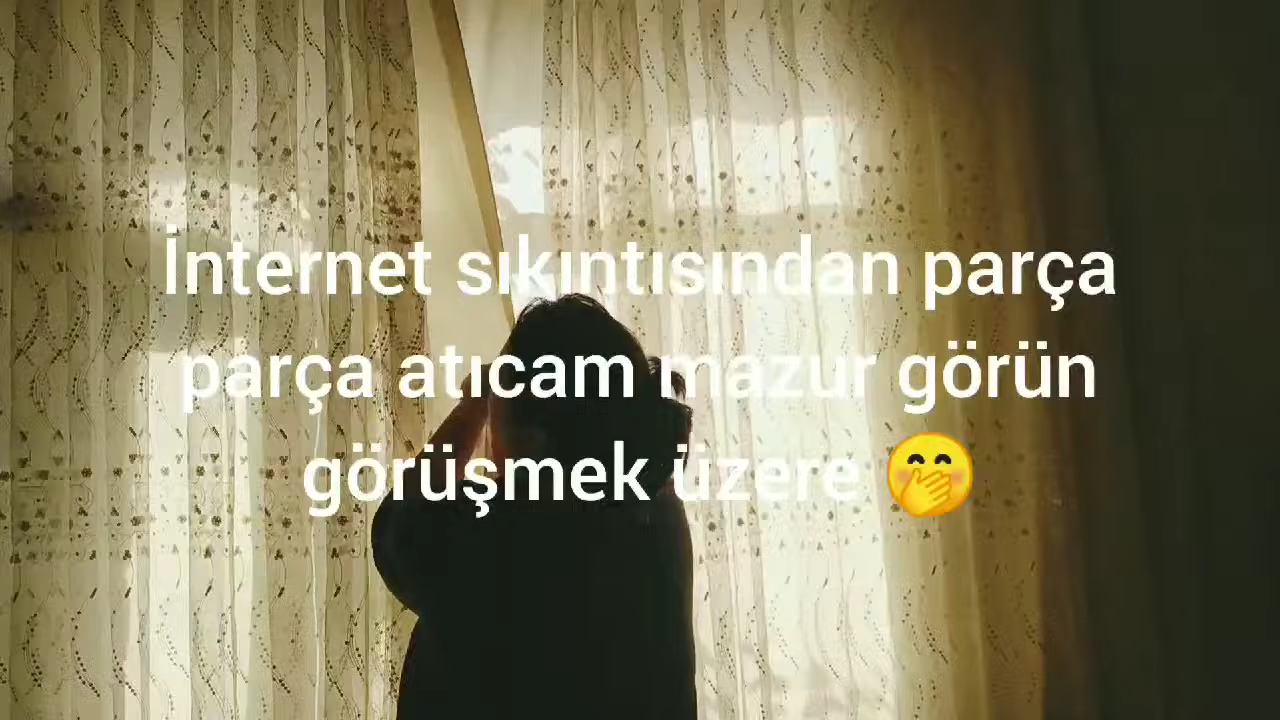 İnternet sıkıntısından parça
parça atıcam mazur görün
görüşmek üzere 🤭